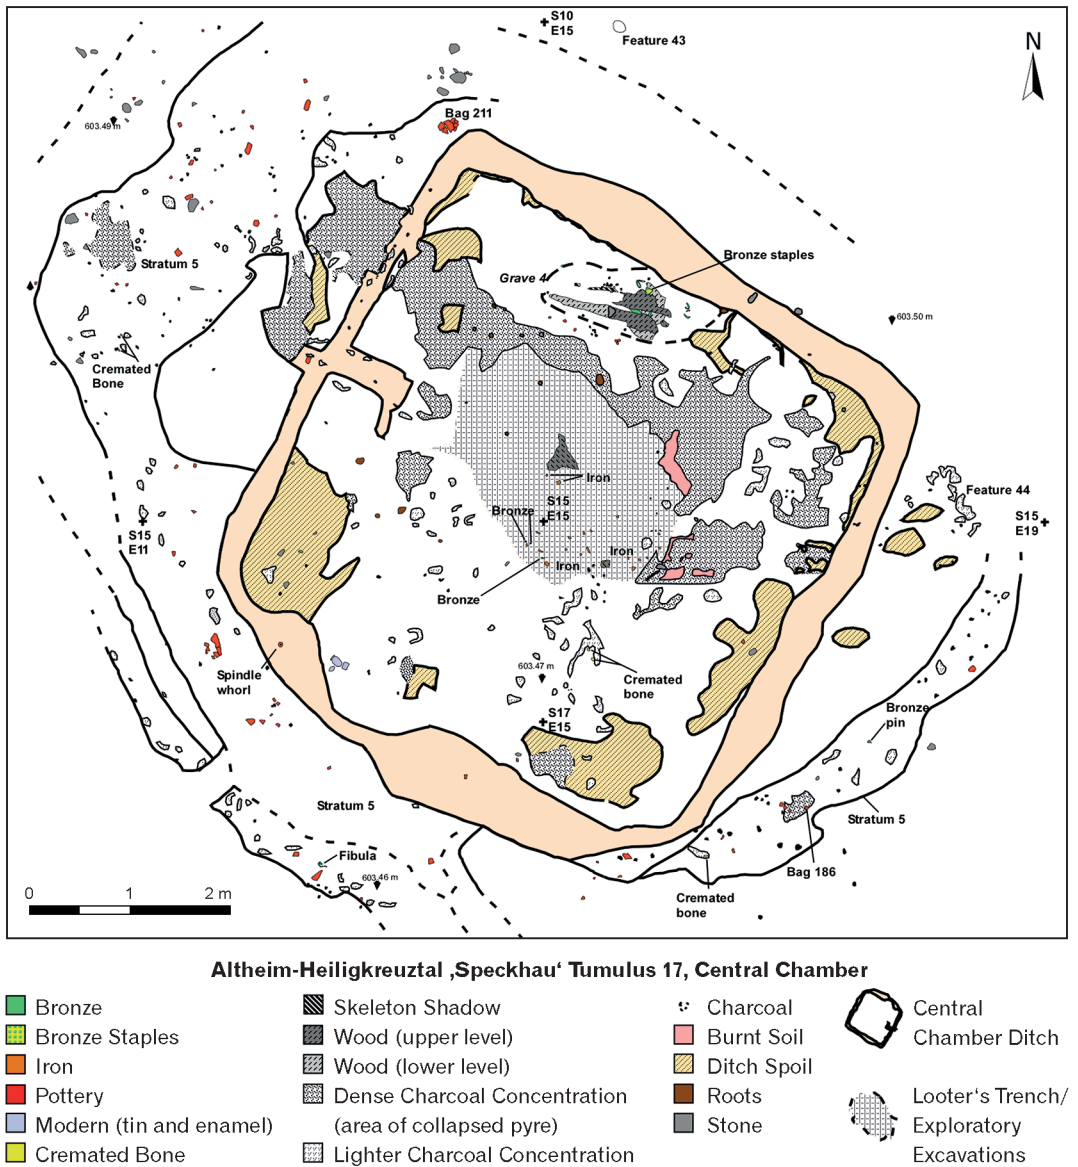 S10
E15
Feature 43
N
Bag 211
603.49 m
Stratum 5
Bronze staples
Grave 4
603.50 m
Cremated
Bone
Iron
S15
E15
Bronze
Feature 44
S15
E19
S15
E11
Iron
Iron
Bronze
Spindle
whorl
603.47 m
Cremated
bone
S17
E15
Bronze
pin
Stratum 5
Stratum 5
Fibula
603.46 m
Bag 186
Cremated
bone
0 1 2 m
Altheim-Heiligkreuztal ‚Speckhau‘ Tumulus 17, Central Chamber
Bronze
Bronze Staples
Iron
Pottery
Modern (tin and enamel)
Cremated Bone
Skeleton Shadow
Wood (upper level)
Wood (lower level)
Dense Charcoal Concentration
(area of collapsed pyre)
Lighter Charcoal Concentration
Charcoal
Burnt Soil
Ditch Spoil
Roots
Stone
Central
Chamber Ditch
Looter‘s Trench/
Exploratory
Excavations